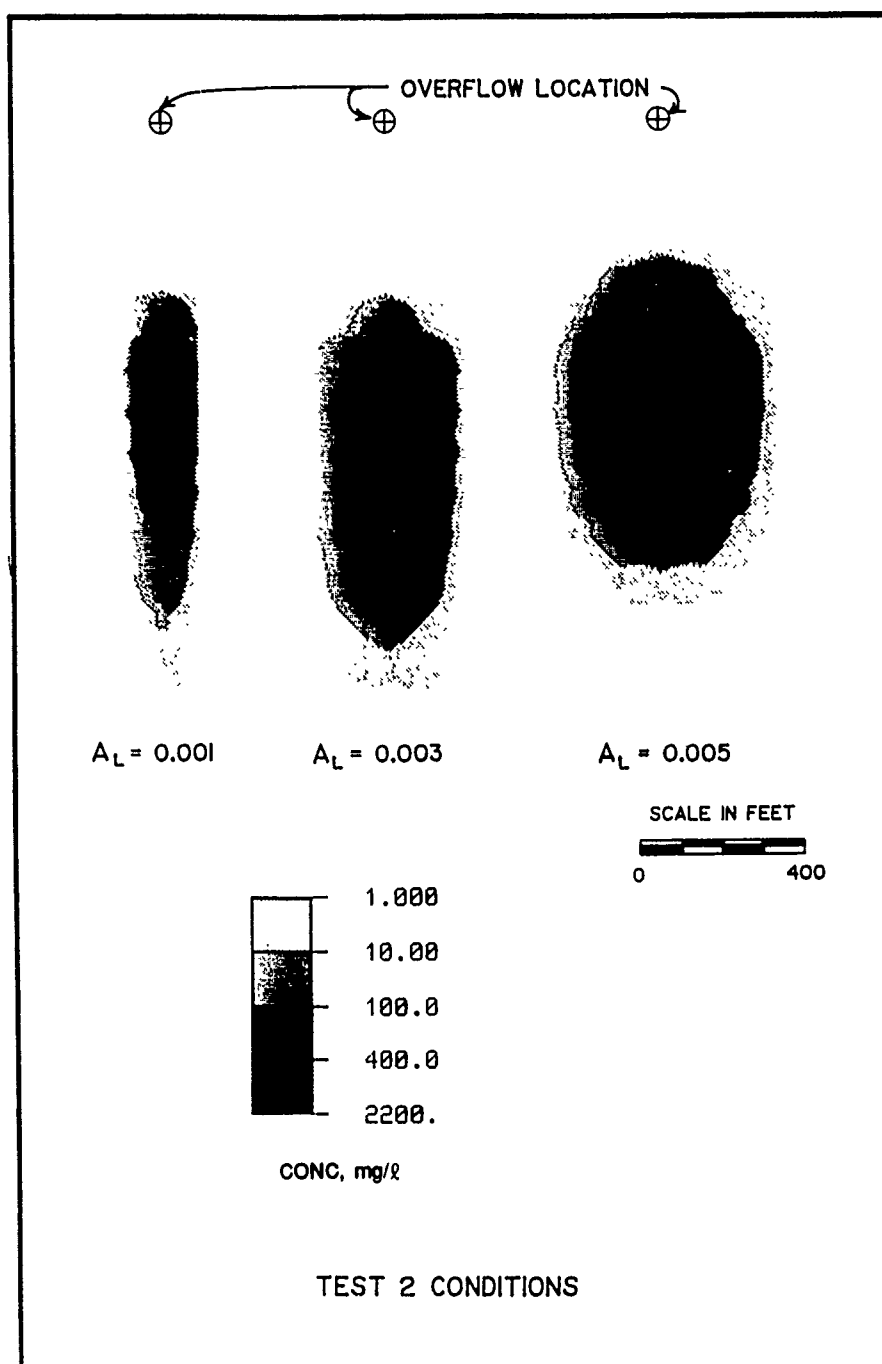 OVERFLOW LOCATION
A_L = 0.001
A_L = 0.003
A_L = 0.005
SCALE IN FEET
0 400
1.000
10.00
100.0
400.0
2200.
CONC, mg/ℓ
TEST 2 CONDITIONS